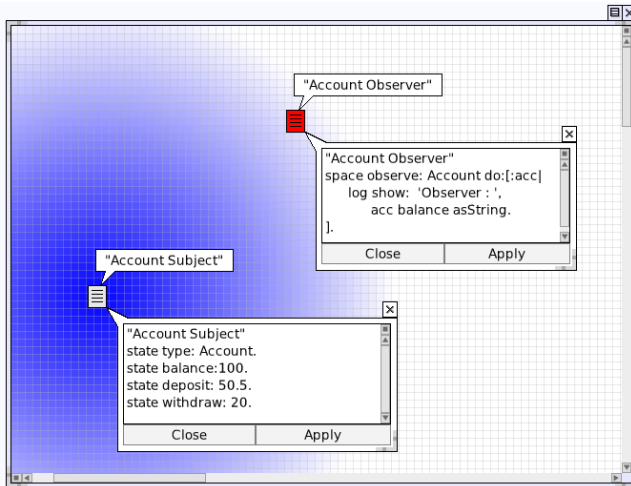 "Account Observer"
"Account Observer"
space observe: Account do:[:acc|
log show:  'Observer : ',
acc balance asString.
].
Close
Apply
"Account Subject"
"Account Subject"
state type: Account.
state balance:100.
state deposit: 50.5.
state withdraw: 20.
Close
Apply